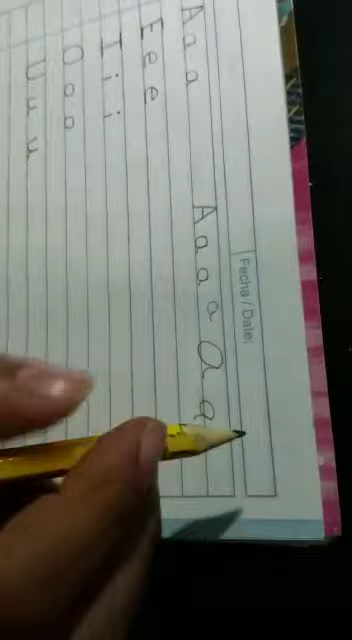 Fecha / Date:
A a a A a a a a a
E e e
I i i
O o o
U u u